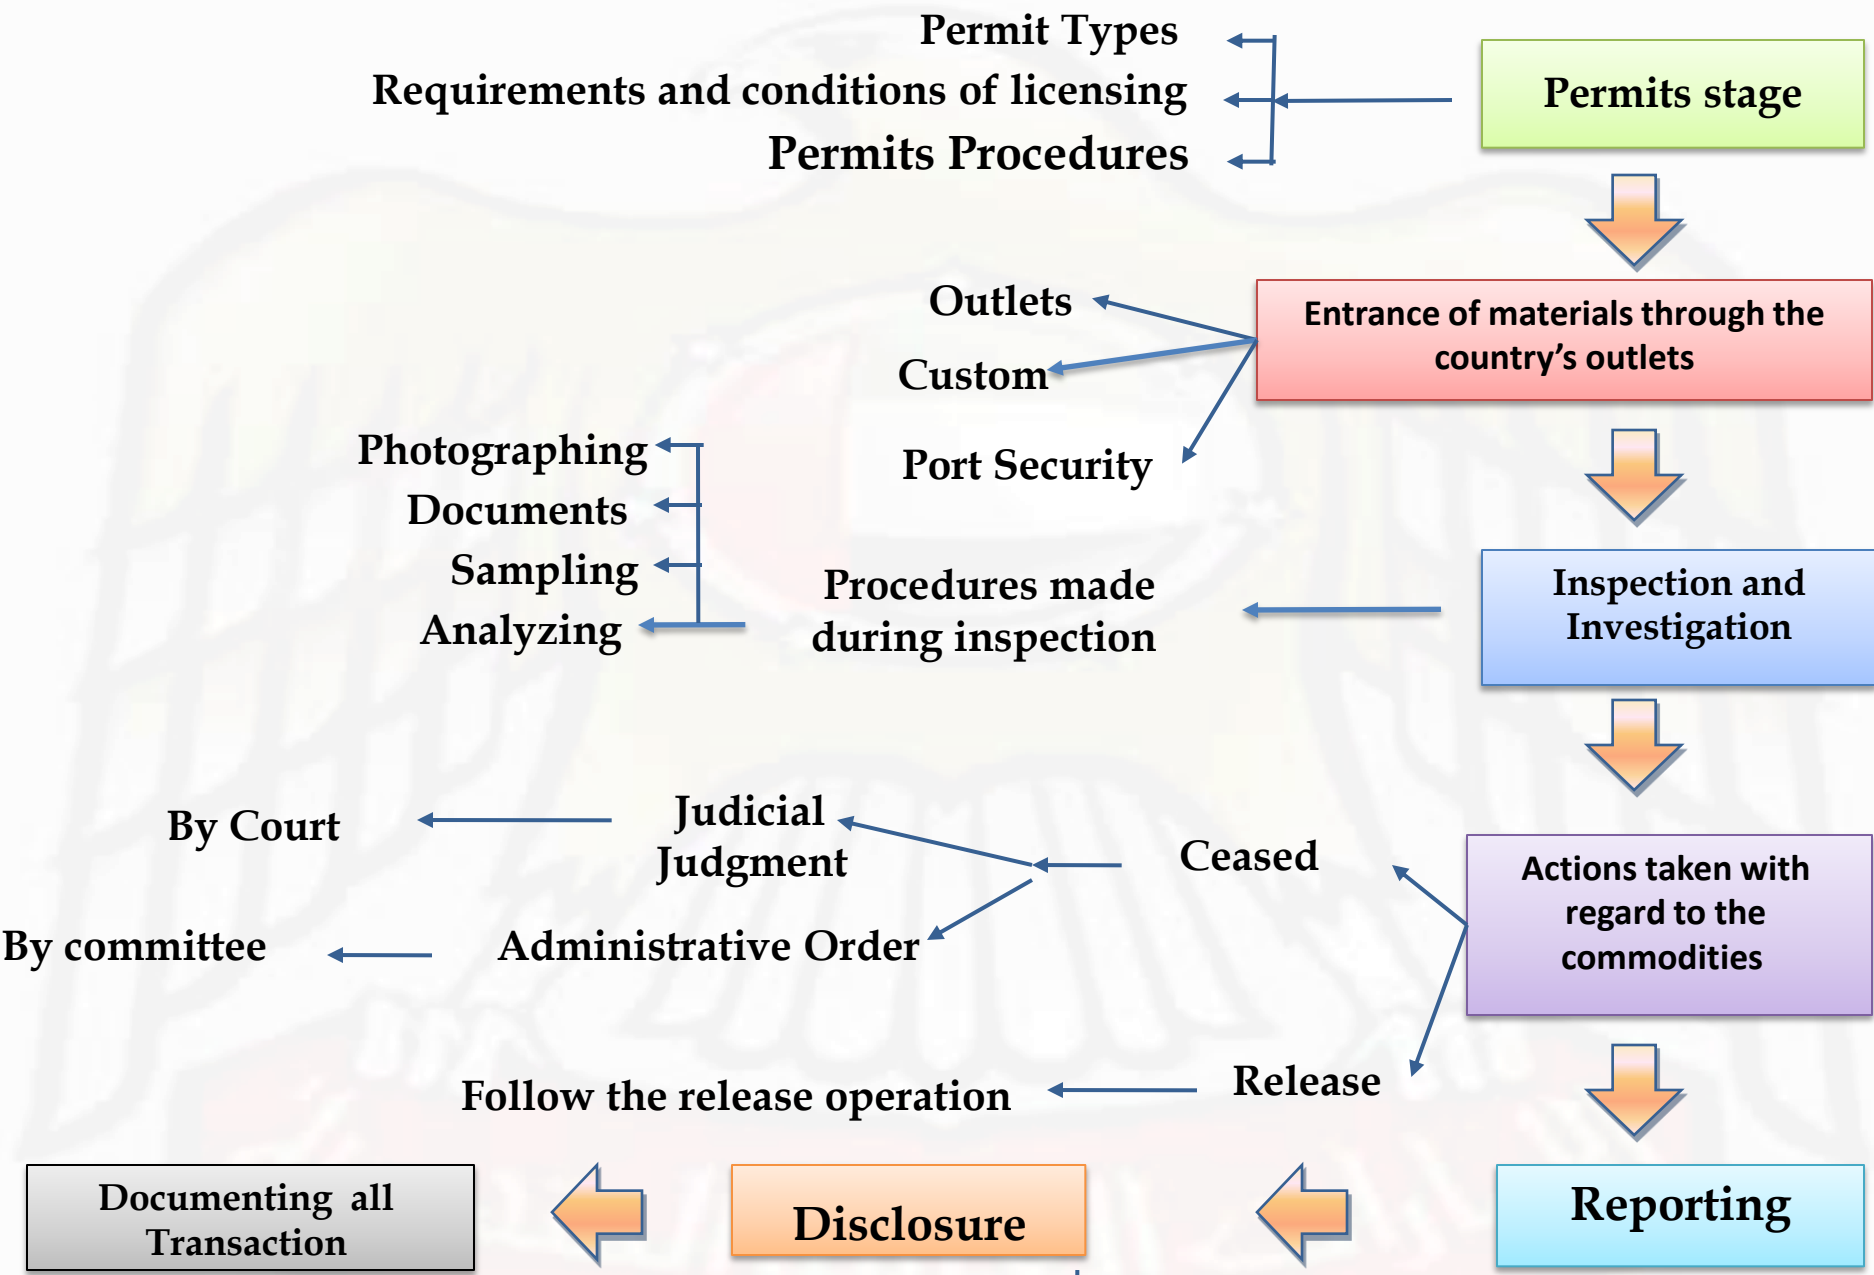 Permit Types
Requirements and conditions of licensing
Permits Procedures
Permits stage
Outlets
Custom
Port Security
Entrance of materials through the
country’s outlets
Photographing
Documents
Sampling
Analyzing
Procedures made
during inspection
Inspection and
Investigation
By Court
Judicial
Judgment
Ceased
By committee
Administrative Order
Actions taken with
regard to the
commodities
Follow the release operation
Release
Documenting all
Transaction
Disclosure
Reporting